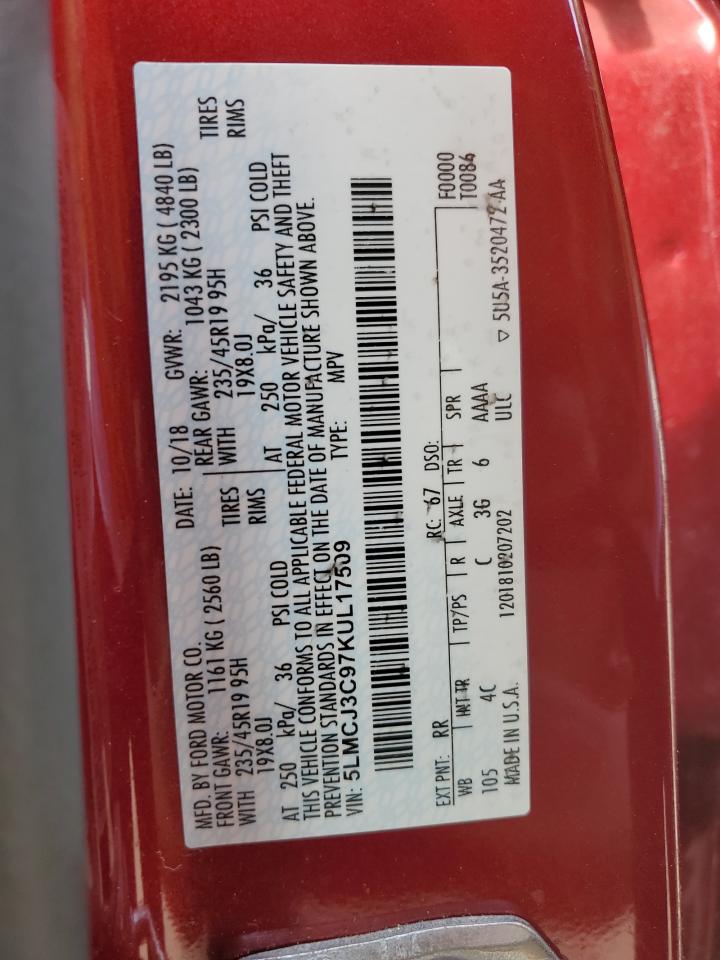 MFD. BY FORD MOTOR CO. DATE: 10/18 GVWR: 2195 KG ( 4840 LB)
FRONT GAWR: 1161 KG ( 2560 LB) REAR GAWR: 1043 KG ( 2300 LB)
WITH 235/45R19 95H TIRES WITH 235/45R19 95H TIRES
19X8.0J RIMS 19X8.0J RIMS
AT 250 kPa/ 36 PSI COLD AT 250 kPa/ 36 PSI COLD
THIS VEHICLE CONFORMS TO ALL APPLICABLE FEDERAL MOTOR VEHICLE SAFETY AND THEFT
PREVENTION STANDARDS IN EFFECT ON THE DATE OF MANUFACTURE SHOWN ABOVE.
VIN: 5LMCJ3C97KUL17509 TYPE: MPV
EXT PNT: RR RC: 67 DSO: F0000
WB INT TR TP/PS R AXLE TR SPR T0084
105 4C C 3G 6 AAAA
MADE IN U.S.A. 1201810207202 ULC ▽ 5U5A-3520472-AA